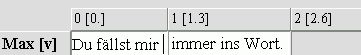 0 [0.] 1 [1.3] 2 [2.6]
Max [v] Du fällst mir immer ins Wort.